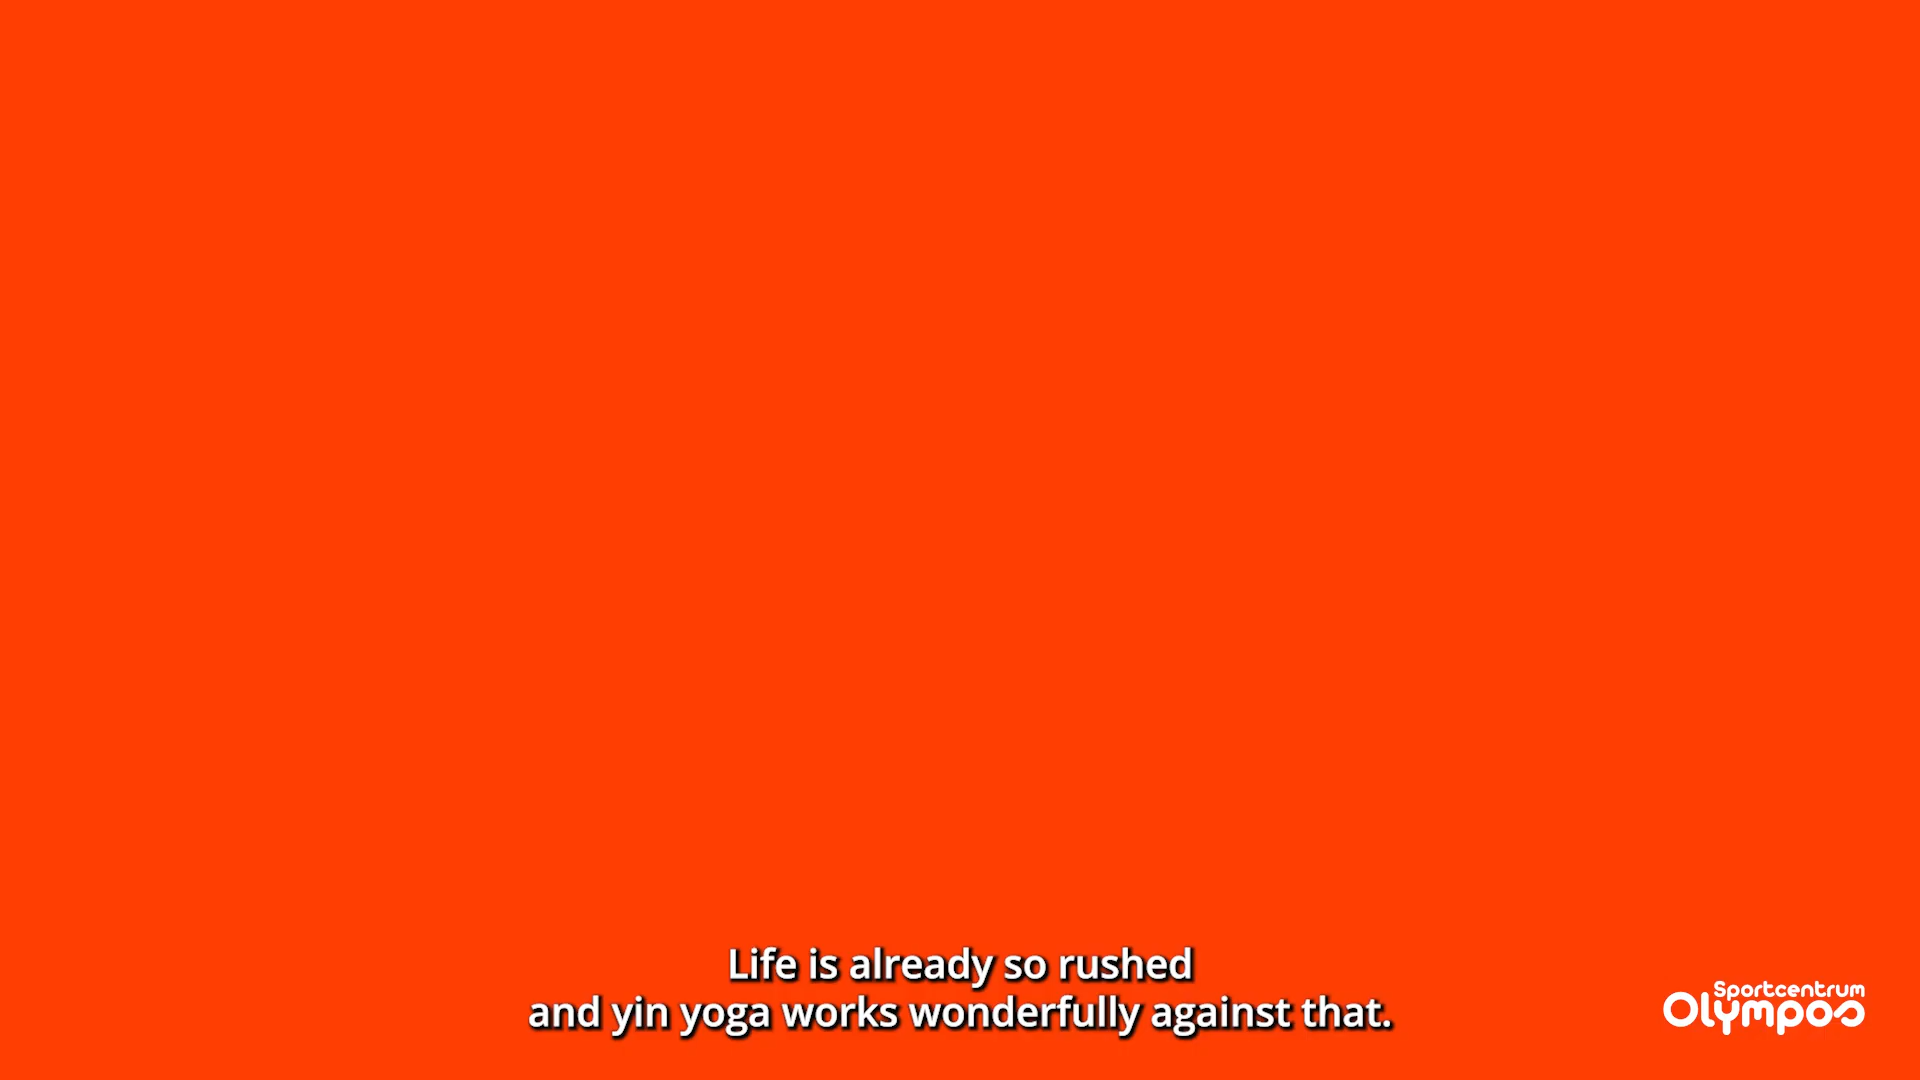 Life is already so rushed
and yin yoga works wonderfully against that.
Sportcentrum
Olympos